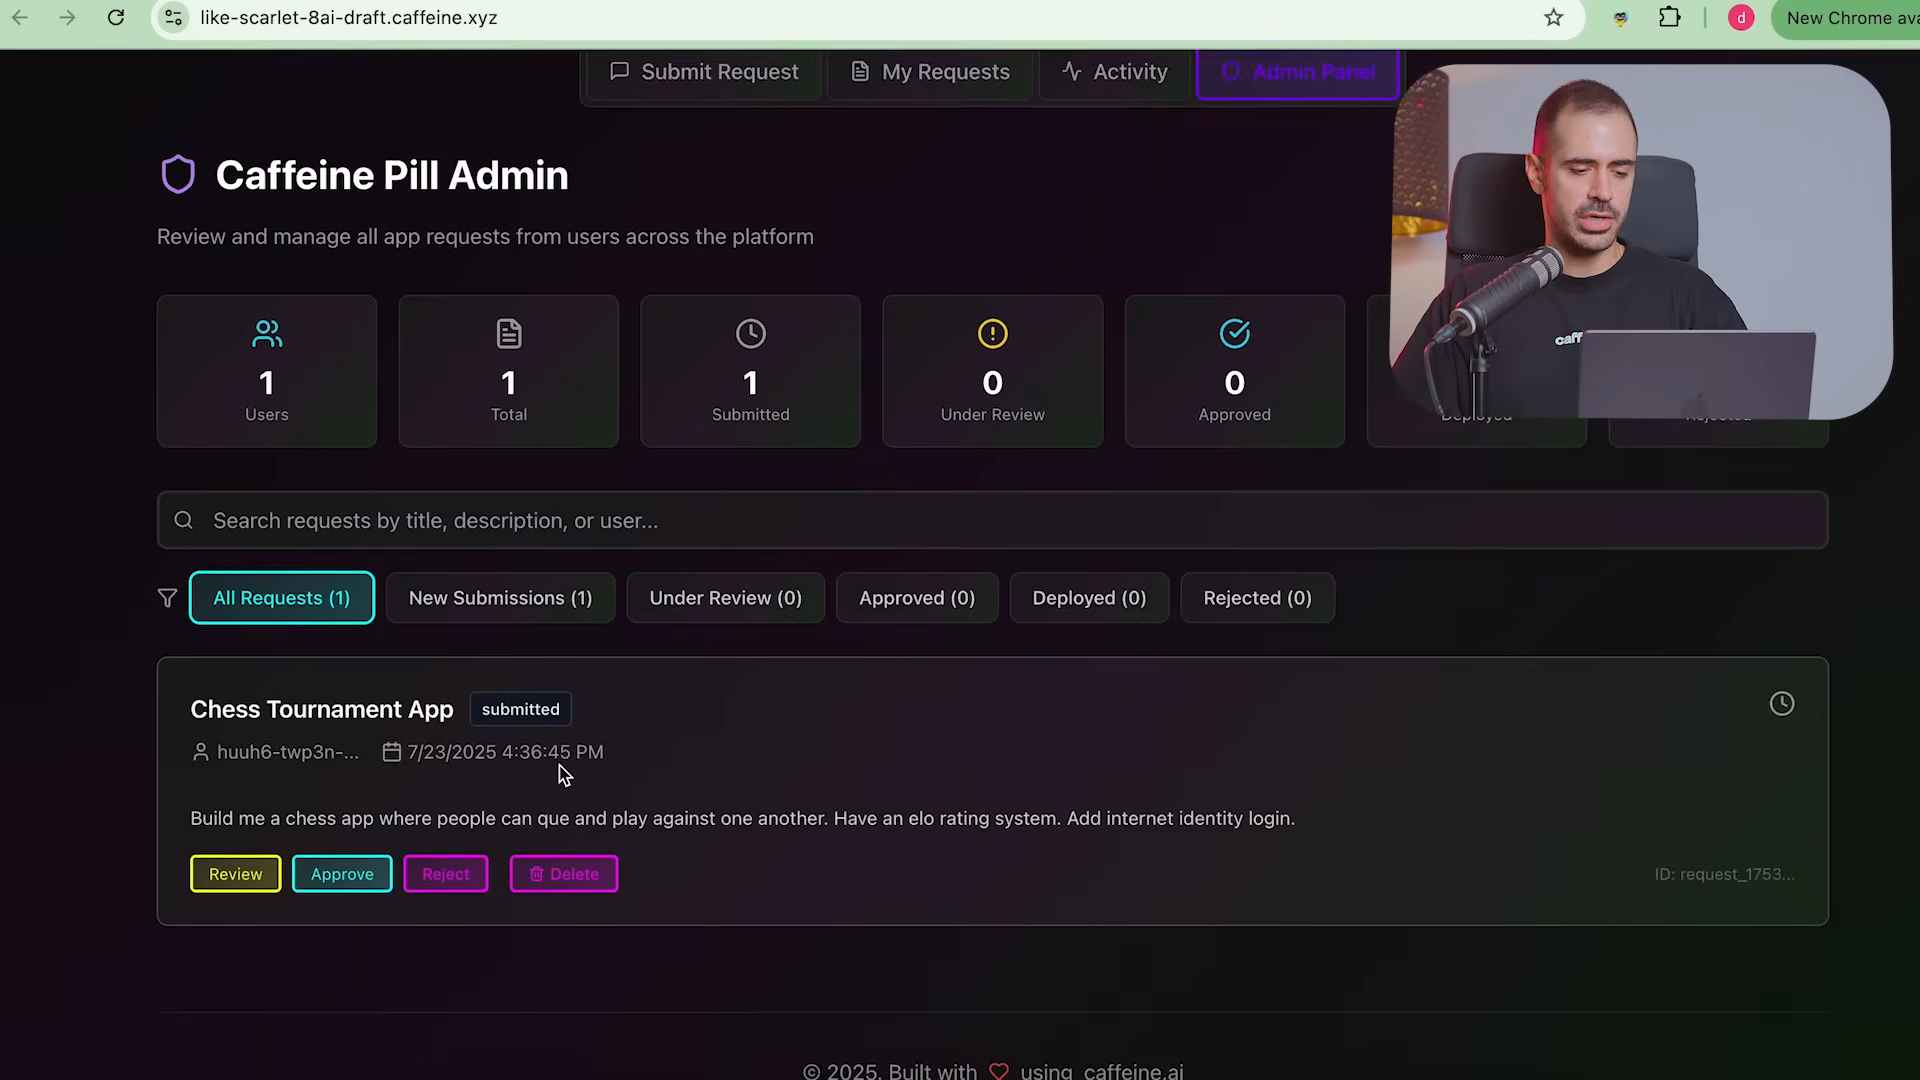 like-scarlet-8ai-draft.caffeine.xyz
d
New Chrome ava
Submit Request
My Requests
Activity
Admin Panel
Caffeine Pill Admin
Review and manage all app requests from users across the platform
caff
1
1
1
0
0
Users
Total
Submitted
Under Review
Approved
Deployed
Rejected
Search requests by title, description, or user...
All Requests (1)
New Submissions (1)
Under Review (0)
Approved (0)
Deployed (0)
Rejected (0)
Chess Tournament App
submitted
huuh6-twp3n-...
7/23/2025 4:36:45 PM
Build me a chess app where people can que and play against one another. Have an elo rating system. Add internet identity login.
Review
Approve
Reject
Delete
ID: request_1753...
© 2025. Built with
using caffeine.ai